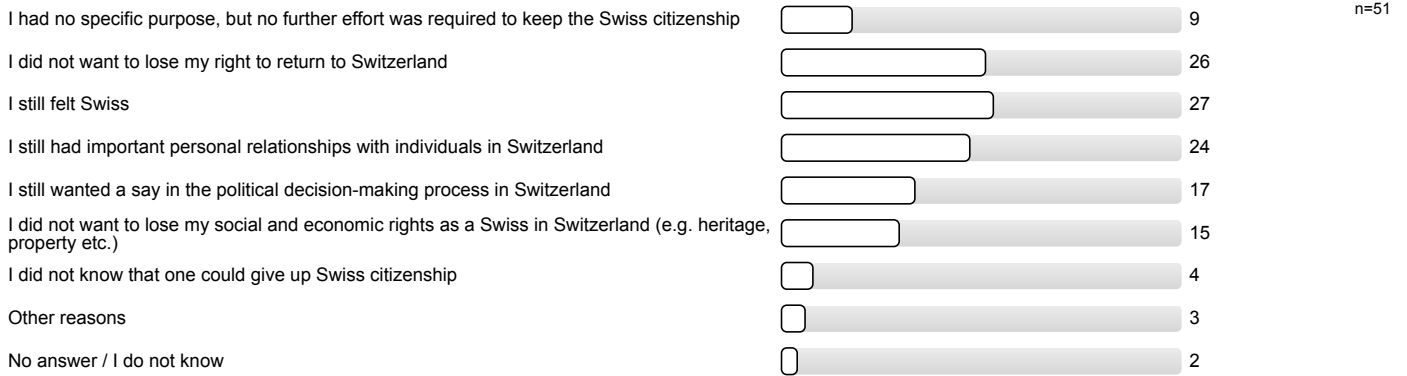 I had no specific purpose, but no further effort was required to keep the Swiss citizenship 9 n=51
I did not want to lose my right to return to Switzerland 26
I still felt Swiss 27
I still had important personal relationships with individuals in Switzerland 24
I still wanted a say in the political decision-making process in Switzerland 17
I did not want to lose my social and economic rights as a Swiss in Switzerland (e.g. heritage,
property etc.) 15
I did not know that one could give up Swiss citizenship 4
Other reasons 3
No answer / I do not know 2